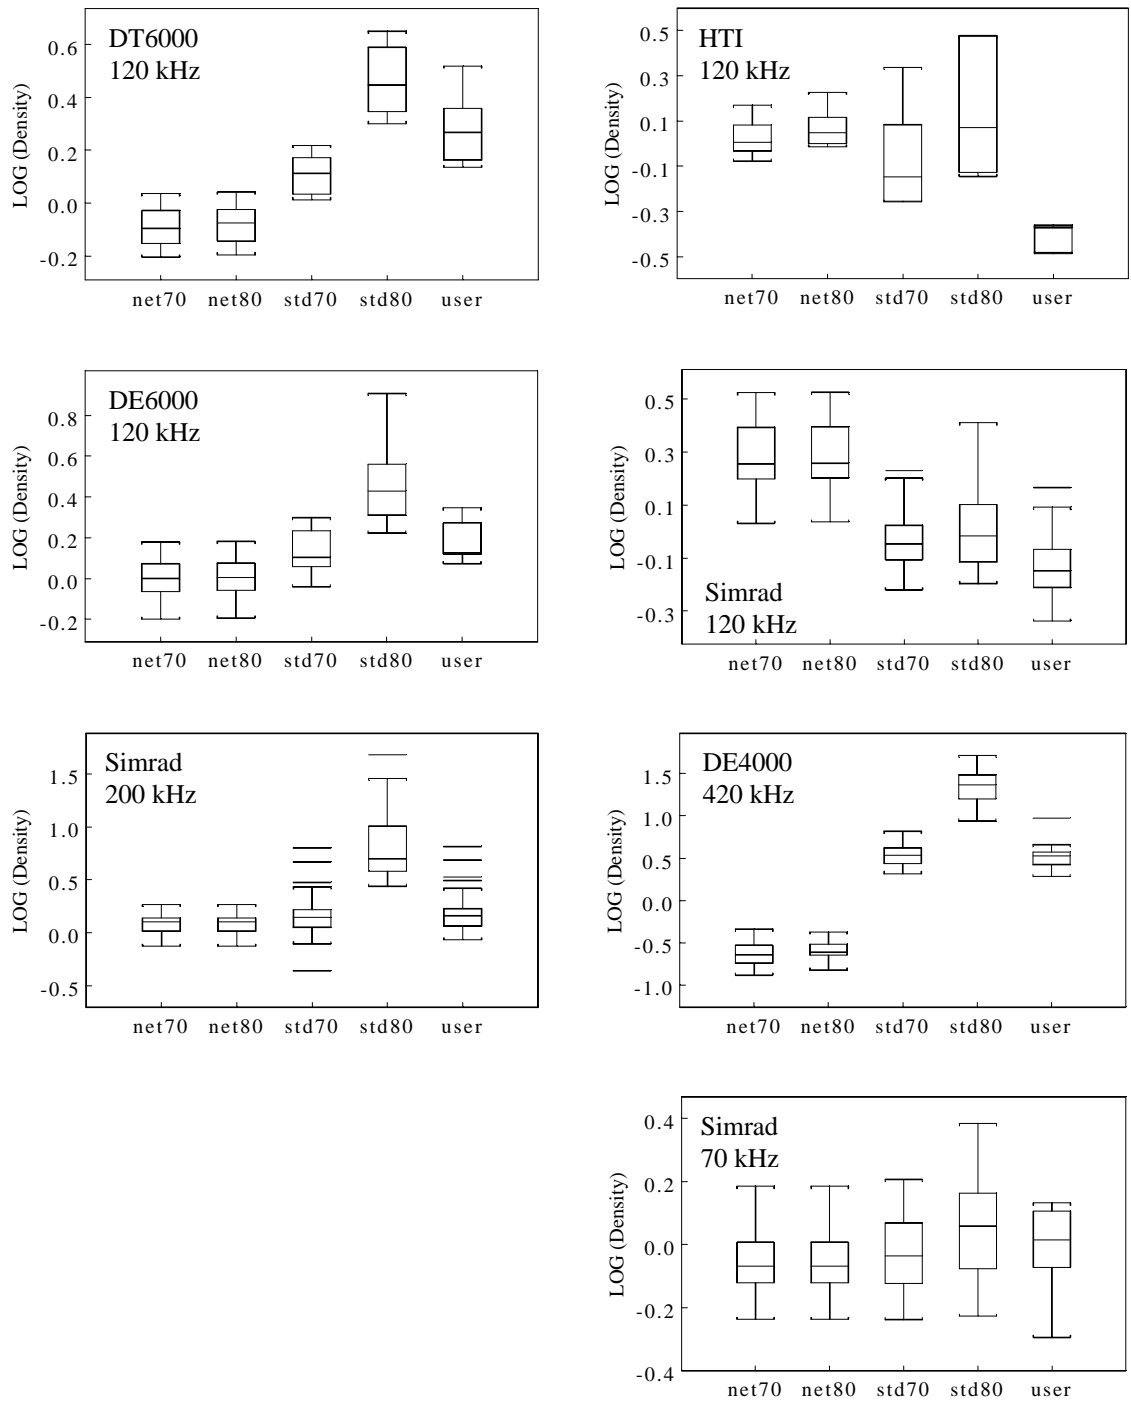 DT6000
120 kHz
LOG (Density)
0.6
0.4
0.2
0.0
-0.2
net70 net80 std70 std80 user
HTI
120 kHz
LOG (Density)
0.5
0.3
0.1
-0.1
-0.3
-0.5
net70 net80 std70 std80 user
DE6000
120 kHz
LOG (Density)
0.8
0.6
0.4
0.2
0.0
-0.2
net70 net80 std70 std80 user
Simrad
120 kHz
LOG (Density)
0.5
0.3
0.1
-0.1
-0.3
net70 net80 std70 std80 user
Simrad
200 kHz
LOG (Density)
1.5
1.0
0.5
0.0
-0.5
net70 net80 std70 std80 user
DE4000
420 kHz
LOG (Density)
1.5
1.0
0.5
0.0
-0.5
-1.0
net70 net80 std70 std80 user
Simrad
70 kHz
LOG (Density)
0.4
0.2
0.0
-0.2
-0.4
net70 net80 std70 std80 user